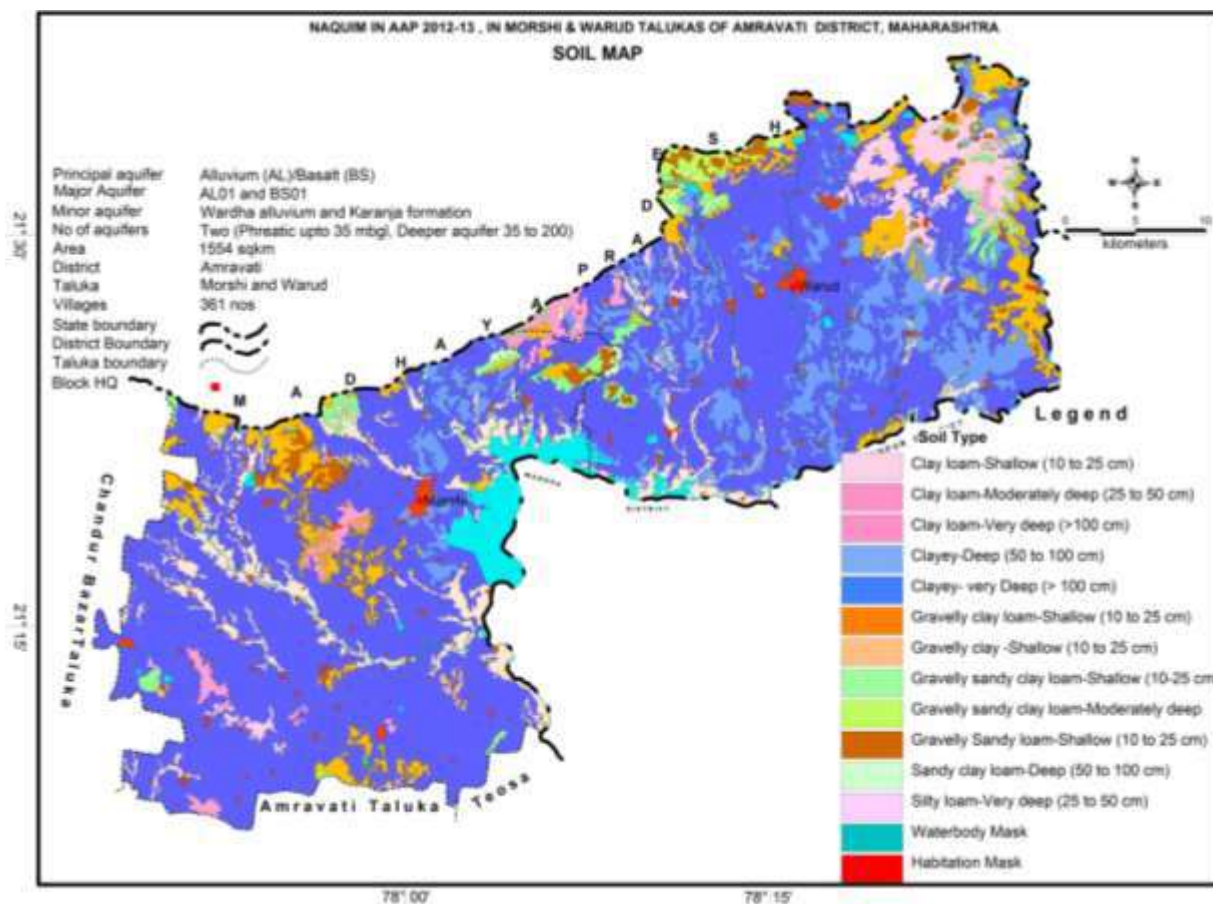 NAQUIM IN AAP 2012-13 , IN MORSHI & WARUD TALUKAS OF AMRAVATI DISTRICT, MAHARASHTRA
SOIL MAP
Principal aquifer Alluvium (AL)/Basalt (BS)
Major Aquifer AL01 and BS01
Minor aquifer Wardha alluvium and Karanja formation
No of aquifers Two (Phreatic upto 35 mbgl, Deeper aquifer 35 to 200)
Area 1554 sqkm
District Amravati
Taluka Morshi and Warud
Villages 361 nos
State boundary
District Boundary
Taluka boundary
Block HQ
MADHAYA PRADESH
N
W E
S
0 5 10
kilometers
21° 30'
21° 15'
Warud
Morshi
WARDHA
DISTRICT
Chandur BazarTaluka
Amravati Taluka
Teosa
Legend
Soil Type
Clay loam-Shallow (10 to 25 cm)
Clay loam-Moderately deep (25 to 50 cm)
Clay loam-Very deep (>100 cm)
Clayey-Deep (50 to 100 cm)
Clayey- very Deep (> 100 cm)
Gravelly clay loam-Shallow (10 to 25 cm)
Gravelly clay -Shallow (10 to 25 cm)
Gravelly sandy clay loam-Shallow (10-25 cm
Gravelly sandy clay loam-Moderately deep
Gravelly Sandy loam-Shallow (10 to 25 cm)
Sandy clay loam-Deep (50 to 100 cm)
Silty loam-Very deep (25 to 50 cm)
Waterbody Mask
Habitation Mask
78° 00'
78° 15'